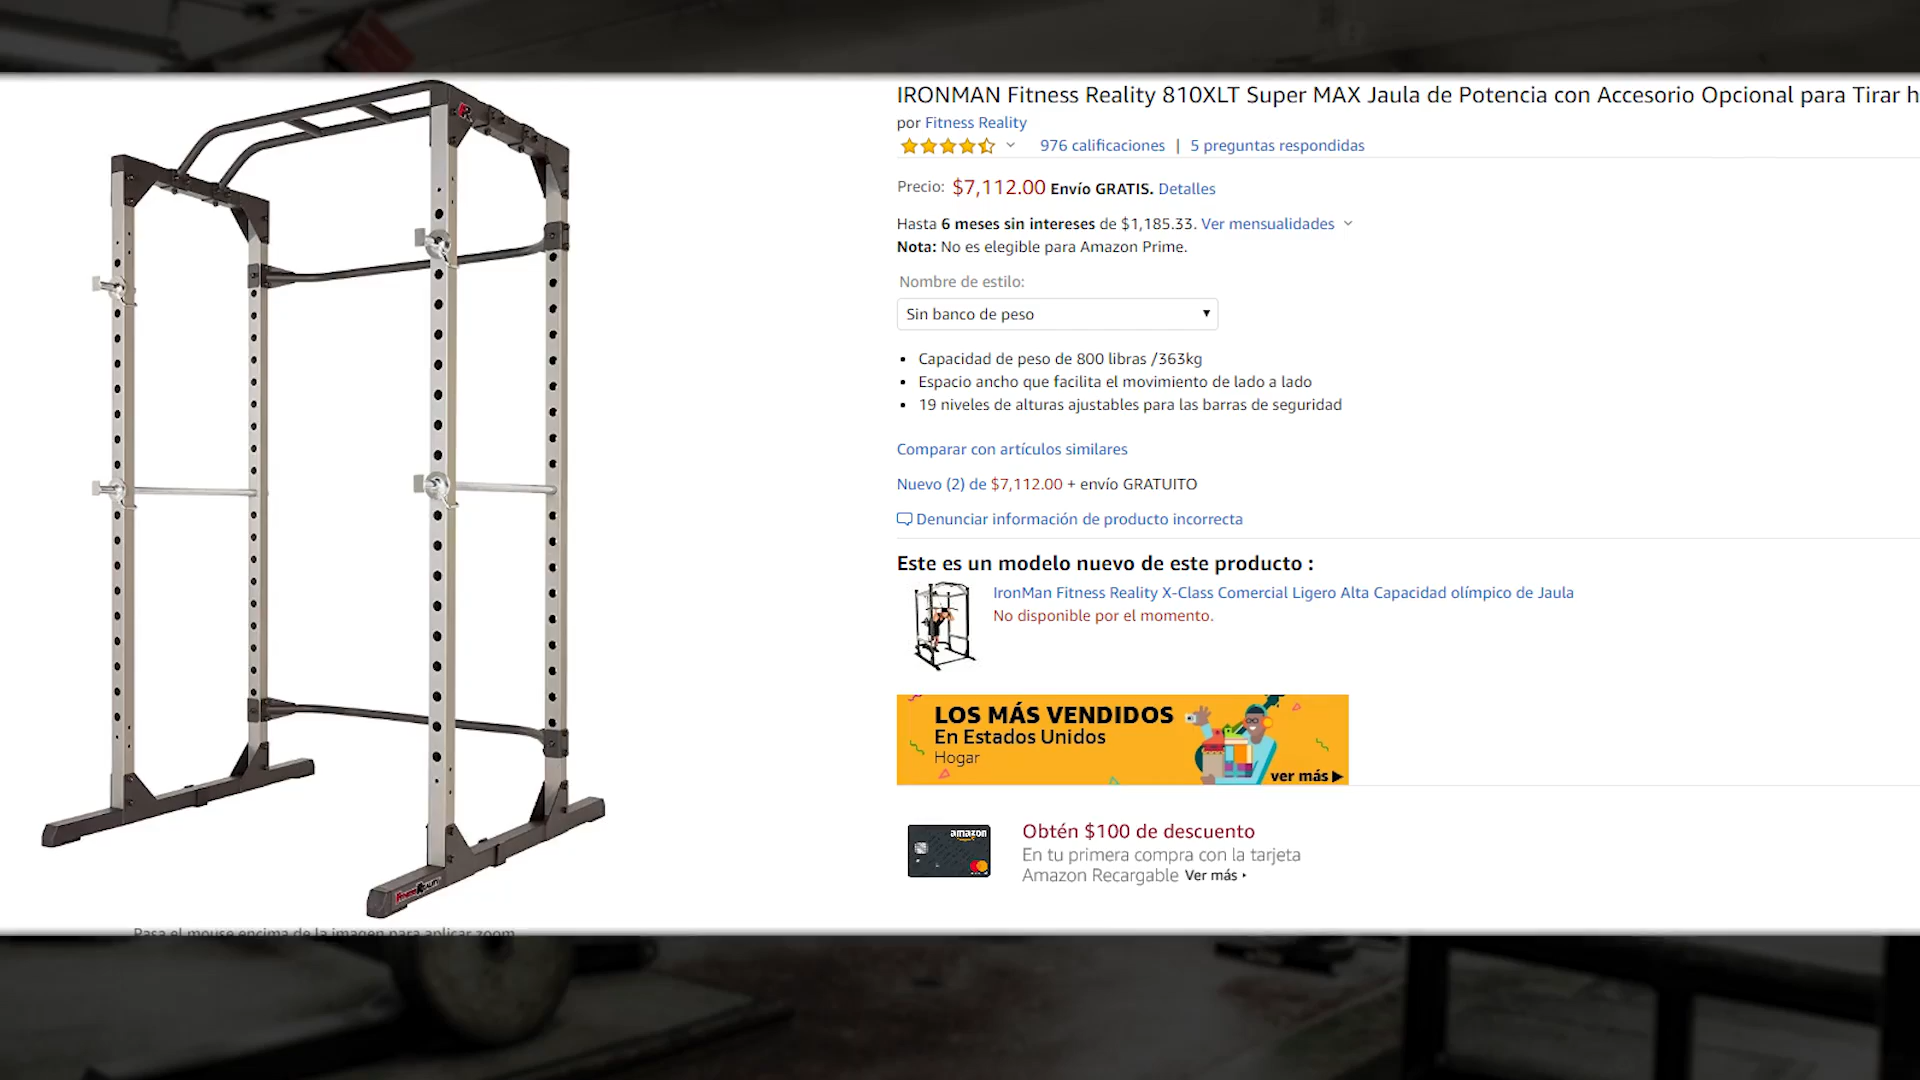 IRONMAN Fitness Reality 810XLT Super MAX Jaula de Potencia con Accesorio Opcional para Tirar h
por Fitness Reality
976 calificaciones | 5 preguntas respondidas
Precio: $7,112.00 Envío GRATIS. Detalles
Hasta 6 meses sin intereses de $1,185.33. Ver mensualidades
Nota: No es elegible para Amazon Prime.
Nombre de estilo:
Sin banco de peso
• Capacidad de peso de 800 libras /363kg
• Espacio ancho que facilita el movimiento de lado a lado
• 19 niveles de alturas ajustables para las barras de seguridad
Comparar con artículos similares
Nuevo (2) de $7,112.00 + envío GRATUITO
Denunciar información de producto incorrecta
Este es un modelo nuevo de este producto :
IronMan Fitness Reality X-Class Comercial Ligero Alta Capacidad olímpico de Jaula
No disponible por el momento.
LOS MÁS VENDIDOS
En Estados Unidos
Hogar
ver más
amazon
Obtén $100 de descuento
En tu primera compra con la tarjeta
Amazon Recargable Ver más
FITNESS REALITY
Pasa el mouse encima de la imagen para aplicar zoom